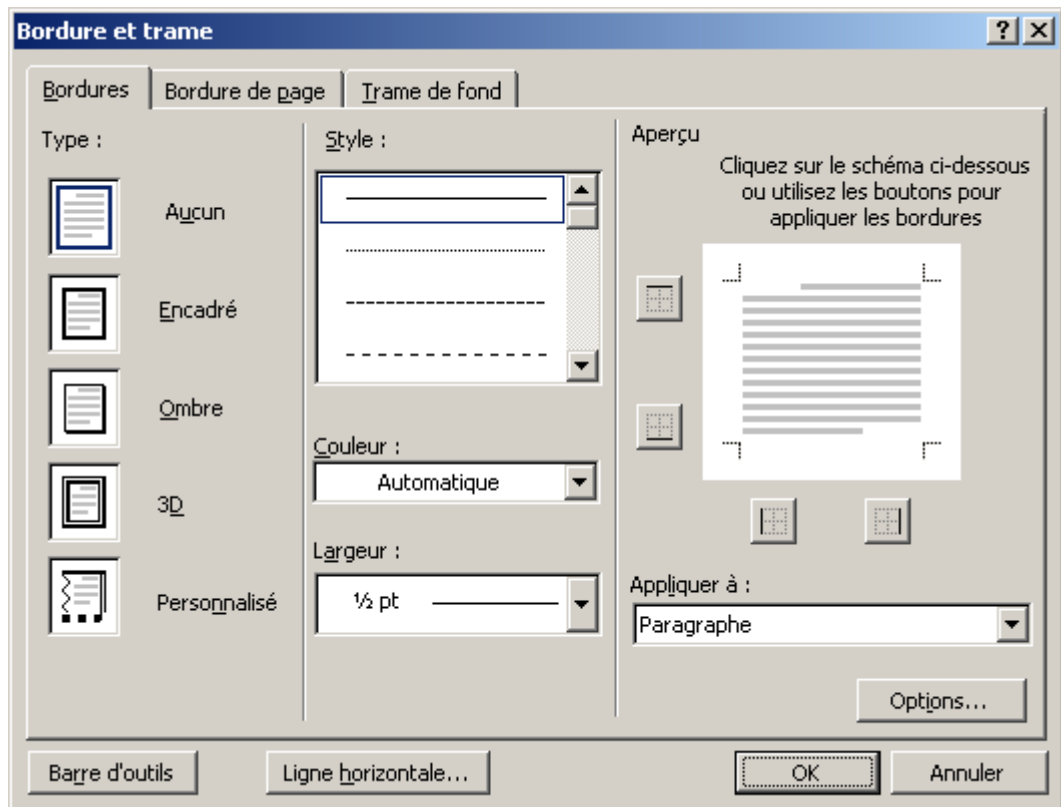 Bordure et trame
Bordures
Bordure de page
Trame de fond
Type :
Aucun
Encadré
Ombre
3D
Personnalisé
Style :
Couleur :
Automatique
Largeur :
½ pt
Aperçu
Cliquez sur le schéma ci-dessous
ou utilisez les boutons pour
appliquer les bordures
Appliquer à :
Paragraphe
Options...
Barre d'outils
Ligne horizontale...
OK
Annuler